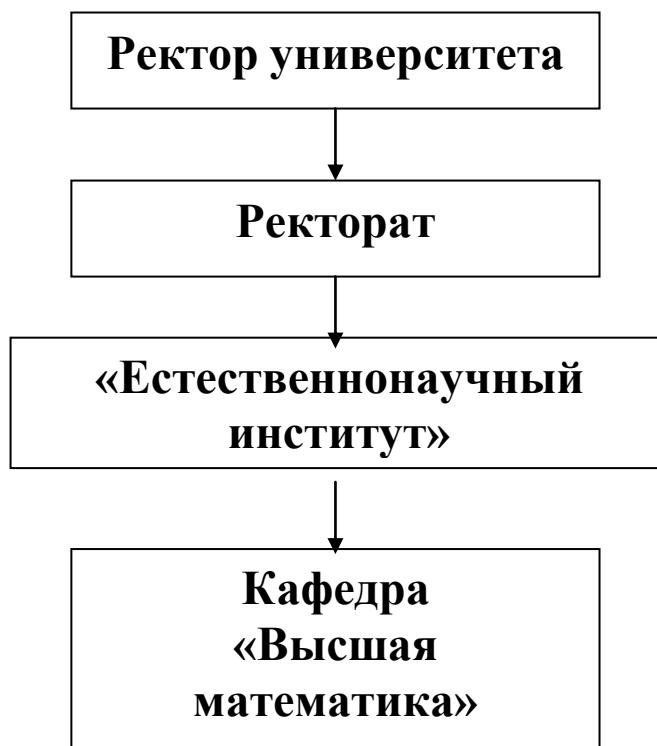 Ректор университета
Ректорат
«Естественнонаучный
институт»
Кафедра
«Высшая
математика»